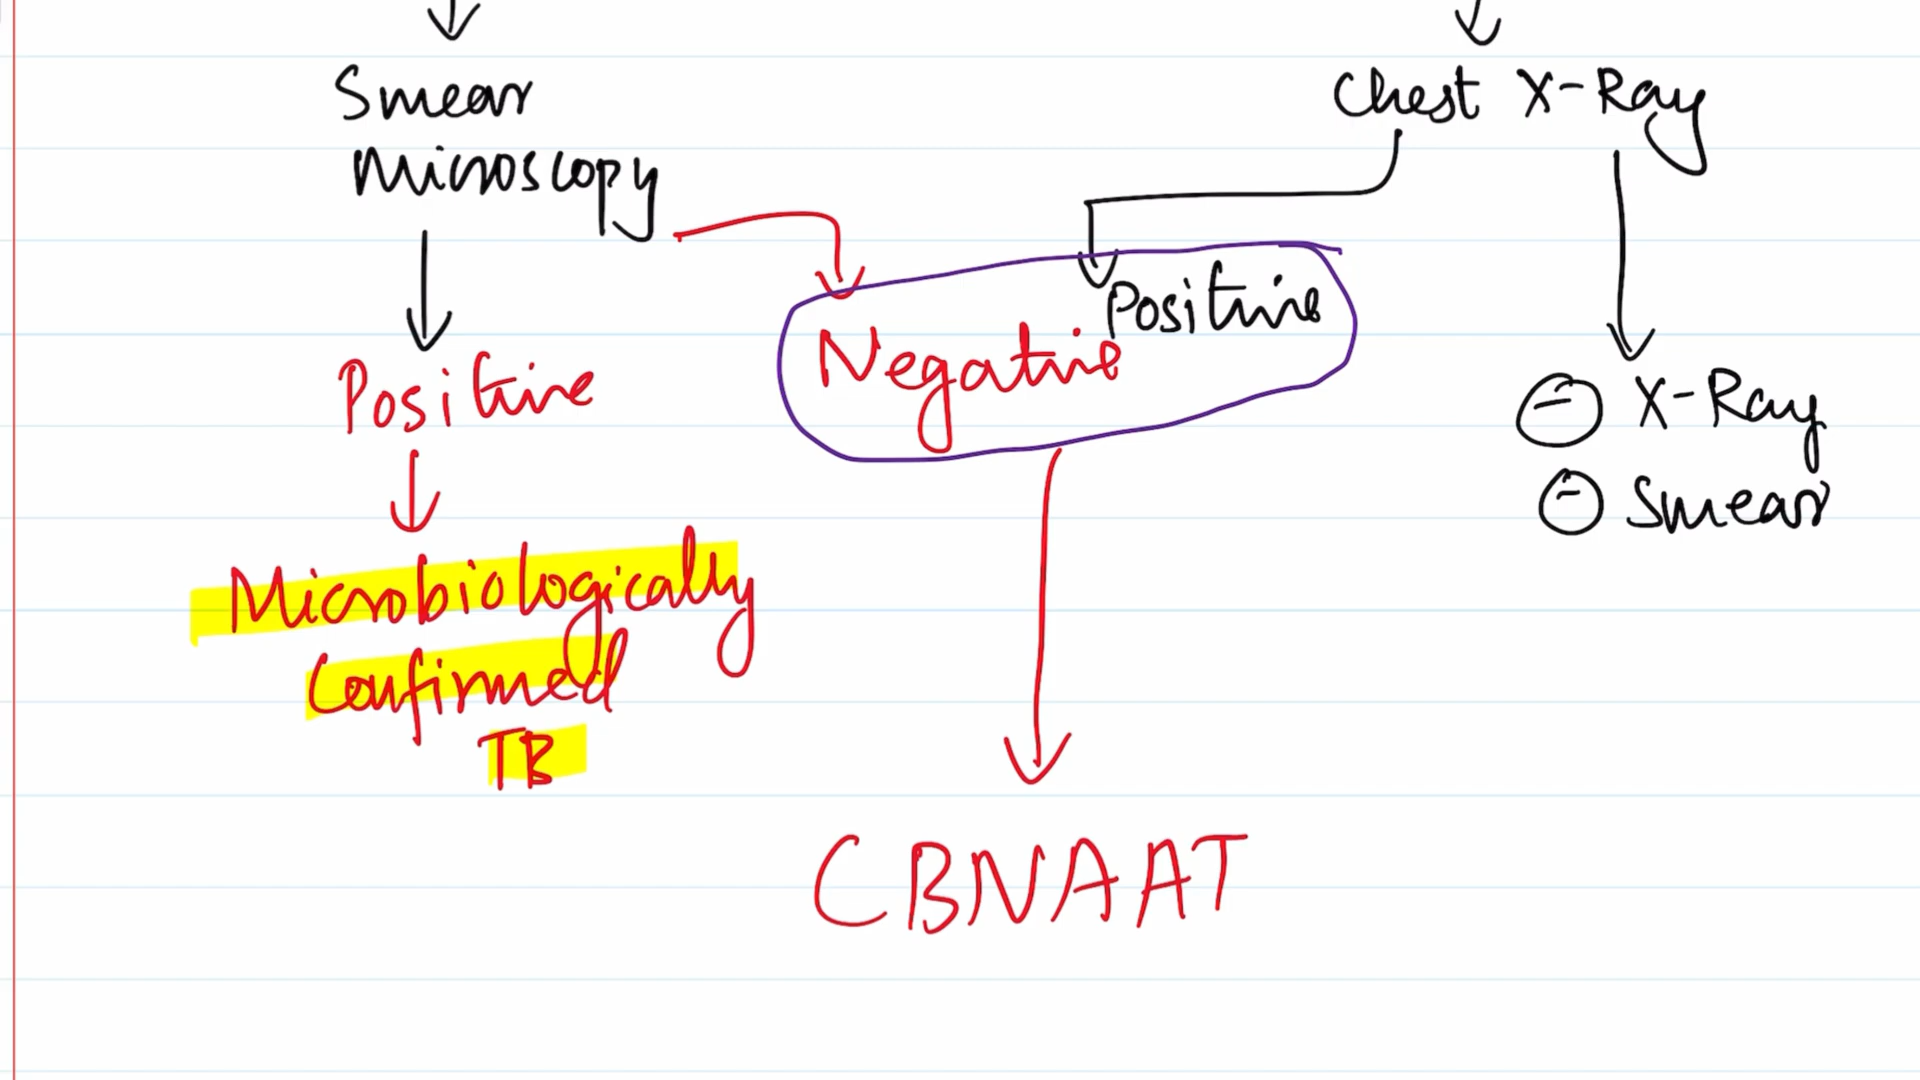 Smear
Microscopy
Chest X-Ray
Positive
Negative
Positive
Microbiologically
Confirmed
TB
⊖ X-Ray
⊖ Smear
CBNAAT